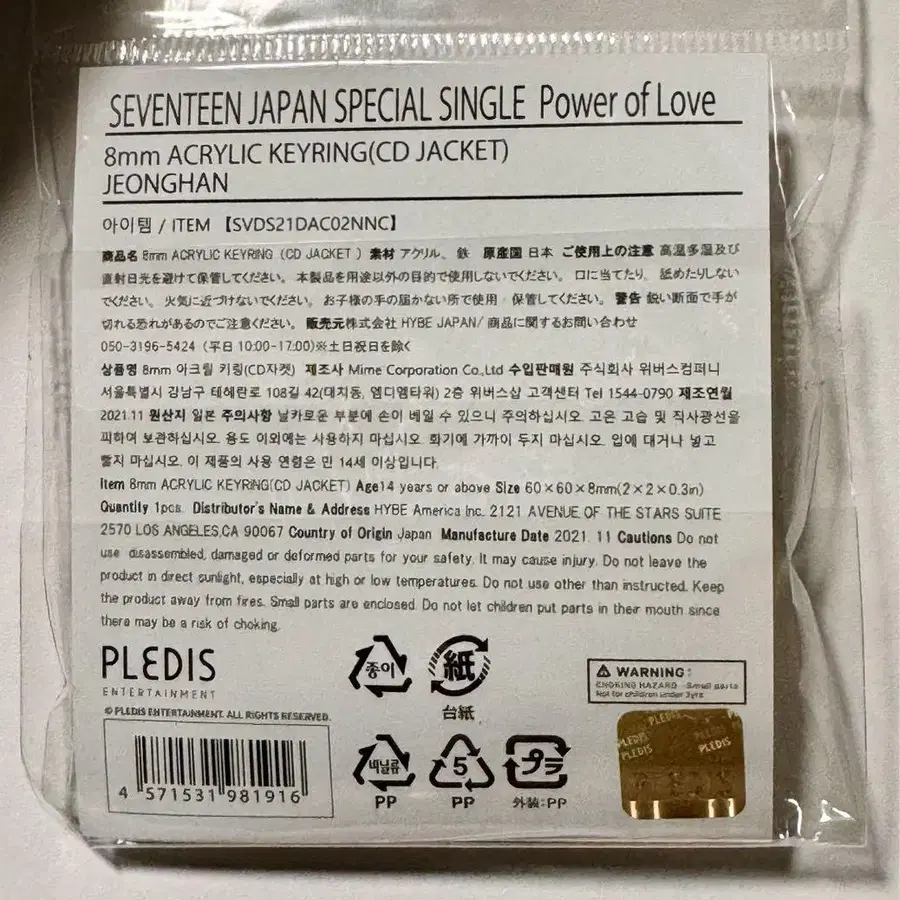 SEVENTEEN JAPAN SPECIAL SINGLE Power of Love
8mm ACRYLIC KEYRING(CD JACKET)
JEONGHAN
아이템 / ITEM 【SVDS21DAC02NNC】
商品名 8mm ACRYLIC KEYRING (CD JACKET ) 素材 アクリル、鉄 原産国 日本 ご使用上の注意 高温多湿及び
直射日光を避けて保管してください。本製品を用途以外の目的で使用しないでください。口に当てたり、舐めたりしない
でください。火気に近づけないでください。お子様の手の届かない所で使用・保管してください。警告 鋭い断面で手が
切れる恐れがあるのでご注意ください。販売元株式会社 HYBE JAPAN/ 商品に関するお問い合わせ
050-3196-5424 (平日 10:00-17:00)※土日祝日を除く
상품명 8mm 아크릴 키링(CD자켓) 제조사 Mime Corporation Co.,Ltd 수입판매원 주식회사 위버스컴퍼니
서울특별시 강남구 테헤란로 108길 42(대치동, 엠디엠타워) 2층 위버스샵 고객센터 Tel 1544-0790 제조연월
2021.11 원산지 일본 주의사항 날카로운 부분에 손이 베일 수 있으니 주의하십시오. 고온 고습 및 직사광선을
피하여 보관하십시오. 용도 이외에는 사용하지 마십시오. 화기에 가까이 두지 마십시오. 입에 대거나 넣고
빨지 마십시오. 이 제품의 사용 연령은 만 14세 이상입니다.
Item 8mm ACRYLIC KEYRING(CD JACKET) Age14 years or above Size 60×60×8mm(2×2×0.3in)
Quantity 1pcs. Distributor's Name & Address HYBE America Inc. 2121 AVENUE OF THE STARS SUITE
2570 LOS ANGELES,CA 90067 Country of Origin Japan Manufacture Date 2021. 11 Cautions Do not
use disassembled, damaged or deformed parts for your safety. It may cause injury. Do not leave the
product in direct sunlight, especially at high or low temperatures. Do not use other than instructed. Keep
the product away from fires. Small parts are enclosed. Do not let children put parts in their mouth since
there may be a risk of choking.
PLEDIS
ENTERTAINMENT
© PLEDIS ENTERTAINMENT. ALL RIGHTS RESERVED.
4 571531 981916
종이
紙
台紙
비닐류
PP
5
PP
プラ
外装:PP
WARNING:
CHOKING HAZARD - Small parts
Not for children under 3yrs
PLEDIS
PLEDIS
PLEDIS
PLEDIS